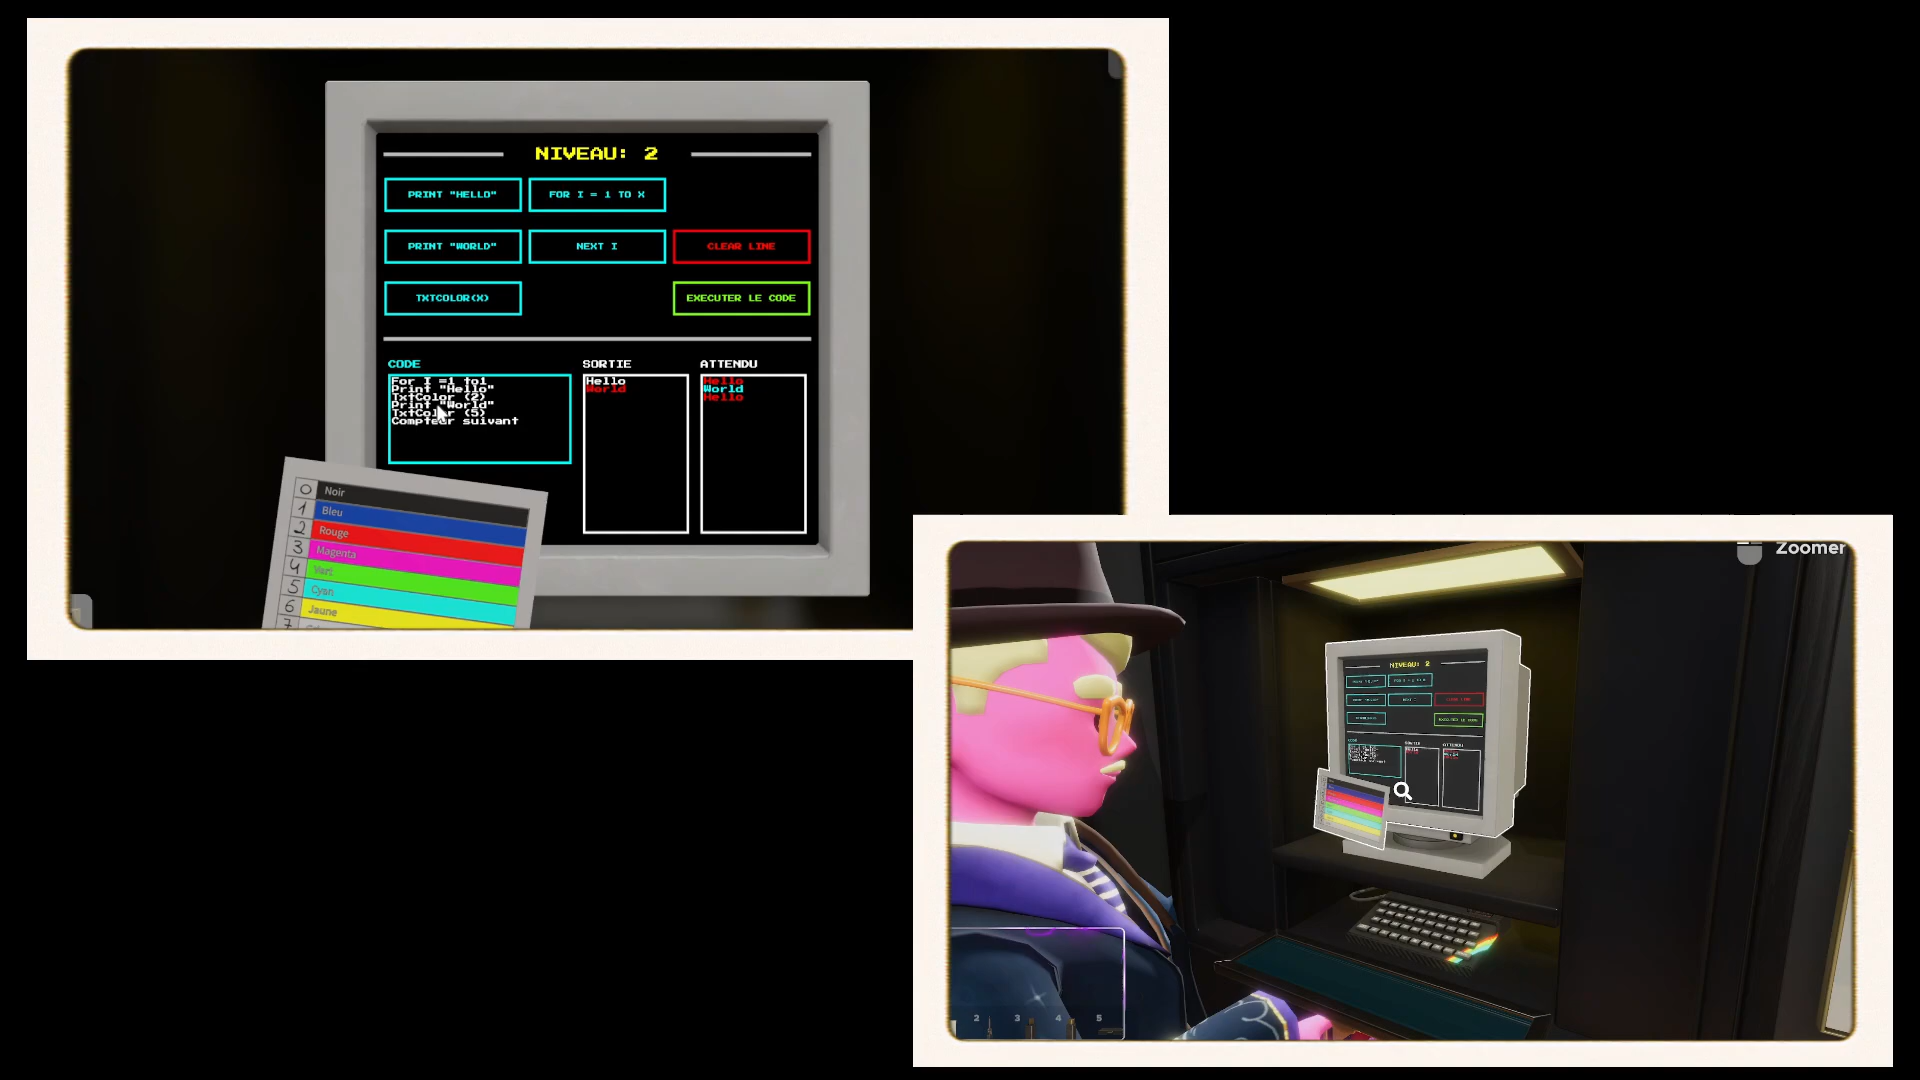 NIVEAU: 2
PRINT "HELLO"
FOR I = 1 TO X
PRINT "WORLD"
NEXT I
CLEAR LINE
TXTCOLOR(X)
EXECUTER LE CODE
CODE
For I =1 to1
Print "Hello"
TxtColor (2)
Print "World"
TxtColor (5)
Compteur suivant
SORTIE
Hello
World
ATTENDU
Hello
World
Hello
0 Noir
1 Bleu
2 Rouge
3 Magenta
4 Vert
5 Cyan
6 Jaune
7
Zoomer
NIVEAU: 2
2 3 4 5